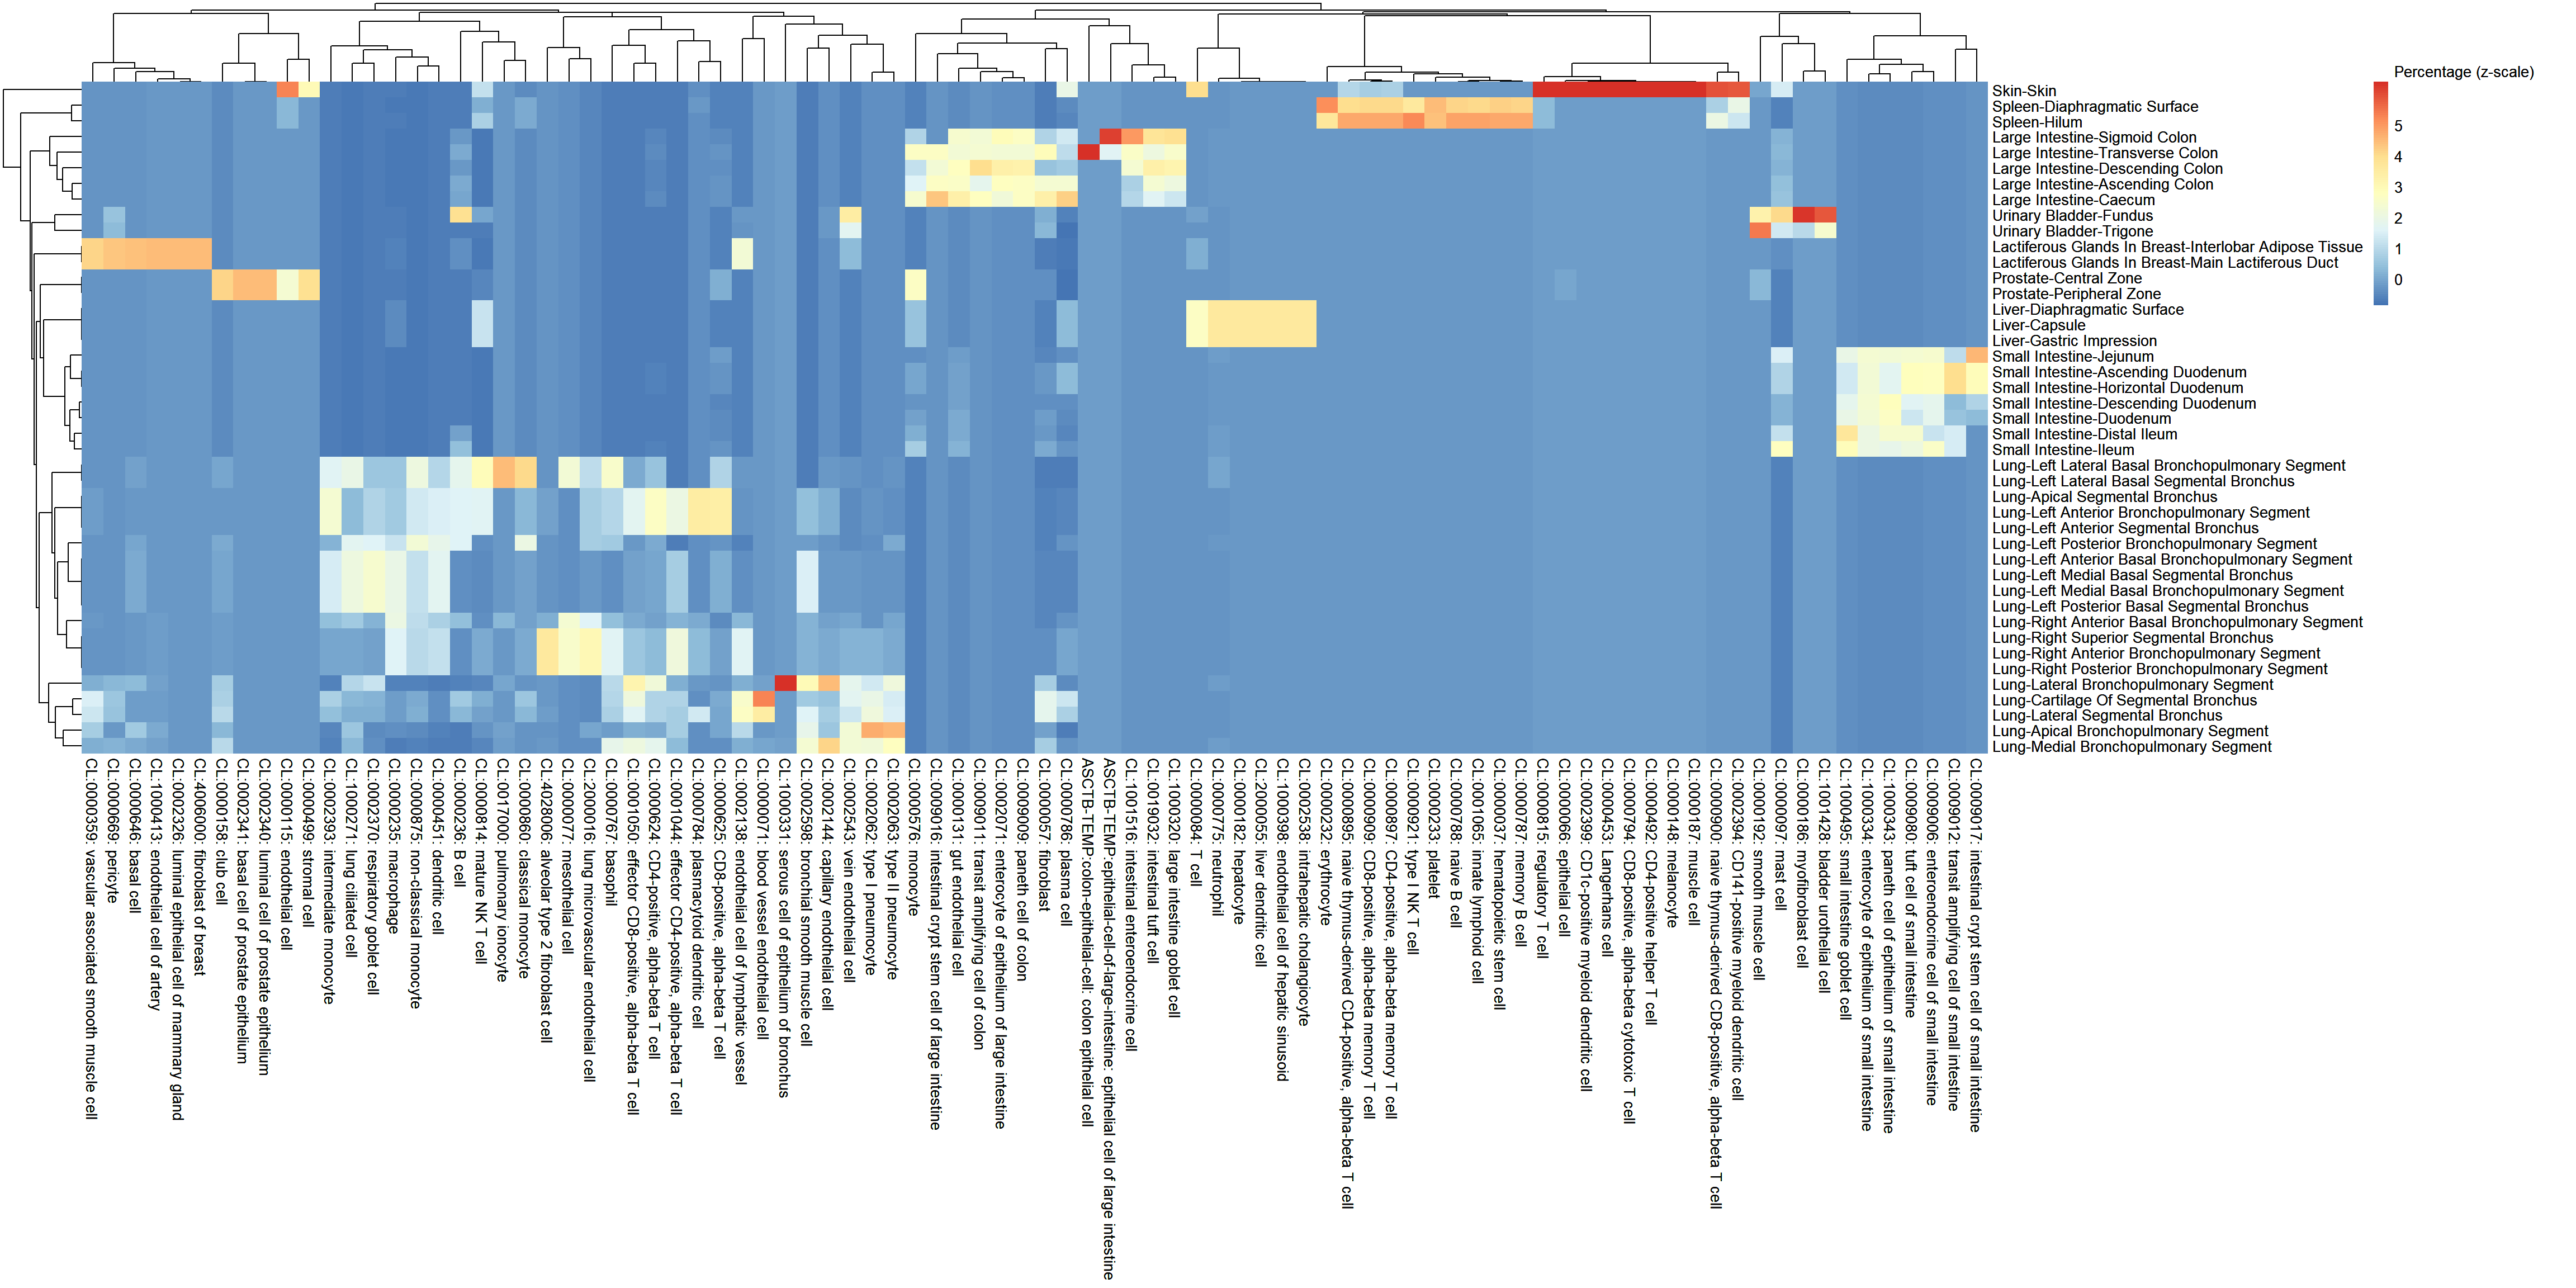 Percentage (z-scale)
5
4
3
2
1
0
Skin-Skin
Spleen-Diaphragmatic Surface
Spleen-Hilum
Large Intestine-Sigmoid Colon
Large Intestine-Transverse Colon
Large Intestine-Descending Colon
Large Intestine-Ascending Colon
Large Intestine-Caecum
Urinary Bladder-Fundus
Urinary Bladder-Trigone
Lactiferous Glands In Breast-Interlobar Adipose Tissue
Lactiferous Glands In Breast-Main Lactiferous Duct
Prostate-Central Zone
Prostate-Peripheral Zone
Liver-Diaphragmatic Surface
Liver-Capsule
Liver-Gastric Impression
Small Intestine-Jejunum
Small Intestine-Ascending Duodenum
Small Intestine-Horizontal Duodenum
Small Intestine-Descending Duodenum
Small Intestine-Duodenum
Small Intestine-Distal Ileum
Small Intestine-Ileum
Lung-Left Lateral Basal Bronchopulmonary Segment
Lung-Left Lateral Basal Segmental Bronchus
Lung-Apical Segmental Bronchus
Lung-Left Anterior Bronchopulmonary Segment
Lung-Left Anterior Segmental Bronchus
Lung-Left Posterior Bronchopulmonary Segment
Lung-Left Anterior Basal Bronchopulmonary Segment
Lung-Left Medial Basal Segmental Bronchus
Lung-Left Medial Basal Bronchopulmonary Segment
Lung-Left Posterior Basal Segmental Bronchus
Lung-Right Anterior Basal Bronchopulmonary Segment
Lung-Right Superior Segmental Bronchus
Lung-Right Anterior Bronchopulmonary Segment
Lung-Right Posterior Bronchopulmonary Segment
Lung-Lateral Bronchopulmonary Segment
Lung-Cartilage Of Segmental Bronchus
Lung-Lateral Segmental Bronchus
Lung-Apical Bronchopulmonary Segment
Lung-Medial Bronchopulmonary Segment
CL:0000359: vascular associated smooth muscle cell
CL:0000669: pericyte
CL:0000646: basal cell
CL:1000413: endothelial cell of artery
CL:0002326: luminal epithelial cell of mammary gland
CL:4006000: fibroblast of breast
CL:0000158: club cell
CL:0002341: basal cell of prostate epithelium
CL:0002340: luminal cell of prostate epithelium
CL:0000115: endothelial cell
CL:0000499: stromal cell
CL:0002393: intermediate monocyte
CL:1000271: lung ciliated cell
CL:0002370: respiratory goblet cell
CL:0000235: macrophage
CL:0000875: non-classical monocyte
CL:0000451: dendritic cell
CL:0000236: B cell
CL:0000814: mature NK T cell
CL:0017000: pulmonary ionocyte
CL:0000860: classical monocyte
CL:4028006: alveolar type 2 fibroblast cell
CL:0000077: mesothelial cell
CL:2000016: lung microvascular endothelial cell
CL:0000767: basophil
CL:0001050: effector CD8-positive, alpha-beta T cell
CL:0000624: CD4-positive, alpha-beta T cell
CL:0001044: effector CD4-positive, alpha-beta T cell
CL:0000784: plasmacytoid dendritic cell
CL:0000625: CD8-positive, alpha-beta T cell
CL:0002138: endothelial cell of lymphatic vessel
CL:0000071: blood vessel endothelial cell
CL:1000331: serous cell of epithelium of bronchus
CL:0002598: bronchial smooth muscle cell
CL:0002144: capillary endothelial cell
CL:0002543: vein endothelial cell
CL:0002062: type I pneumocyte
CL:0002063: type II pneumocyte
CL:0000576: monocyte
CL:0009016: intestinal crypt stem cell of large intestine
CL:0000131: gut endothelial cell
CL:0009011: transit amplifying cell of colon
CL:0002071: enterocyte of epithelium of large intestine
CL:0009009: paneth cell of colon
CL:0000057: fibroblast
CL:0000786: plasma cell
ASCTB-TEMP:colon-epithelial-cell: colon epithelial cell
ASCTB-TEMP:epithelial-cell-of-large-intestine: epithelial cell of large intestine
CL:1001516: intestinal enteroendocrine cell
CL:0019032: intestinal tuft cell
CL:1000320: large intestine goblet cell
CL:0000084: T cell
CL:0000775: neutrophil
CL:0000182: hepatocyte
CL:2000055: liver dendritic cell
CL:1000398: endothelial cell of hepatic sinusoid
CL:0002538: intrahepatic cholangiocyte
CL:0000232: erythrocyte
CL:0000895: naive thymus-derived CD4-positive, alpha-beta T cell
CL:0000909: CD8-positive, alpha-beta memory T cell
CL:0000897: CD4-positive, alpha-beta memory T cell
CL:0000921: type I NK T cell
CL:0000233: platelet
CL:0000788: naive B cell
CL:0001065: innate lymphoid cell
CL:0000037: hematopoietic stem cell
CL:0000787: memory B cell
CL:0000815: regulatory T cell
CL:0000066: epithelial cell
CL:0002399: CD1c-positive myeloid dendritic cell
CL:0000453: Langerhans cell
CL:0000794: CD8-positive, alpha-beta cytotoxic T cell
CL:0000492: CD4-positive helper T cell
CL:0000148: melanocyte
CL:0000187: muscle cell
CL:0000900: naive thymus-derived CD8-positive, alpha-beta T cell
CL:0002394: CD141-positive myeloid dendritic cell
CL:0000192: smooth muscle cell
CL:0000097: mast cell
CL:0000186: myofibroblast cell
CL:1001428: bladder urothelial cell
CL:1000495: small intestine goblet cell
CL:1000334: enterocyte of epithelium of small intestine
CL:1000343: paneth cell of epithelium of small intestine
CL:0009080: tuft cell of small intestine
CL:0009006: enteroendocrine cell of small intestine
CL:0009012: transit amplifying cell of small intestine
CL:0009017: intestinal crypt stem cell of small intestine